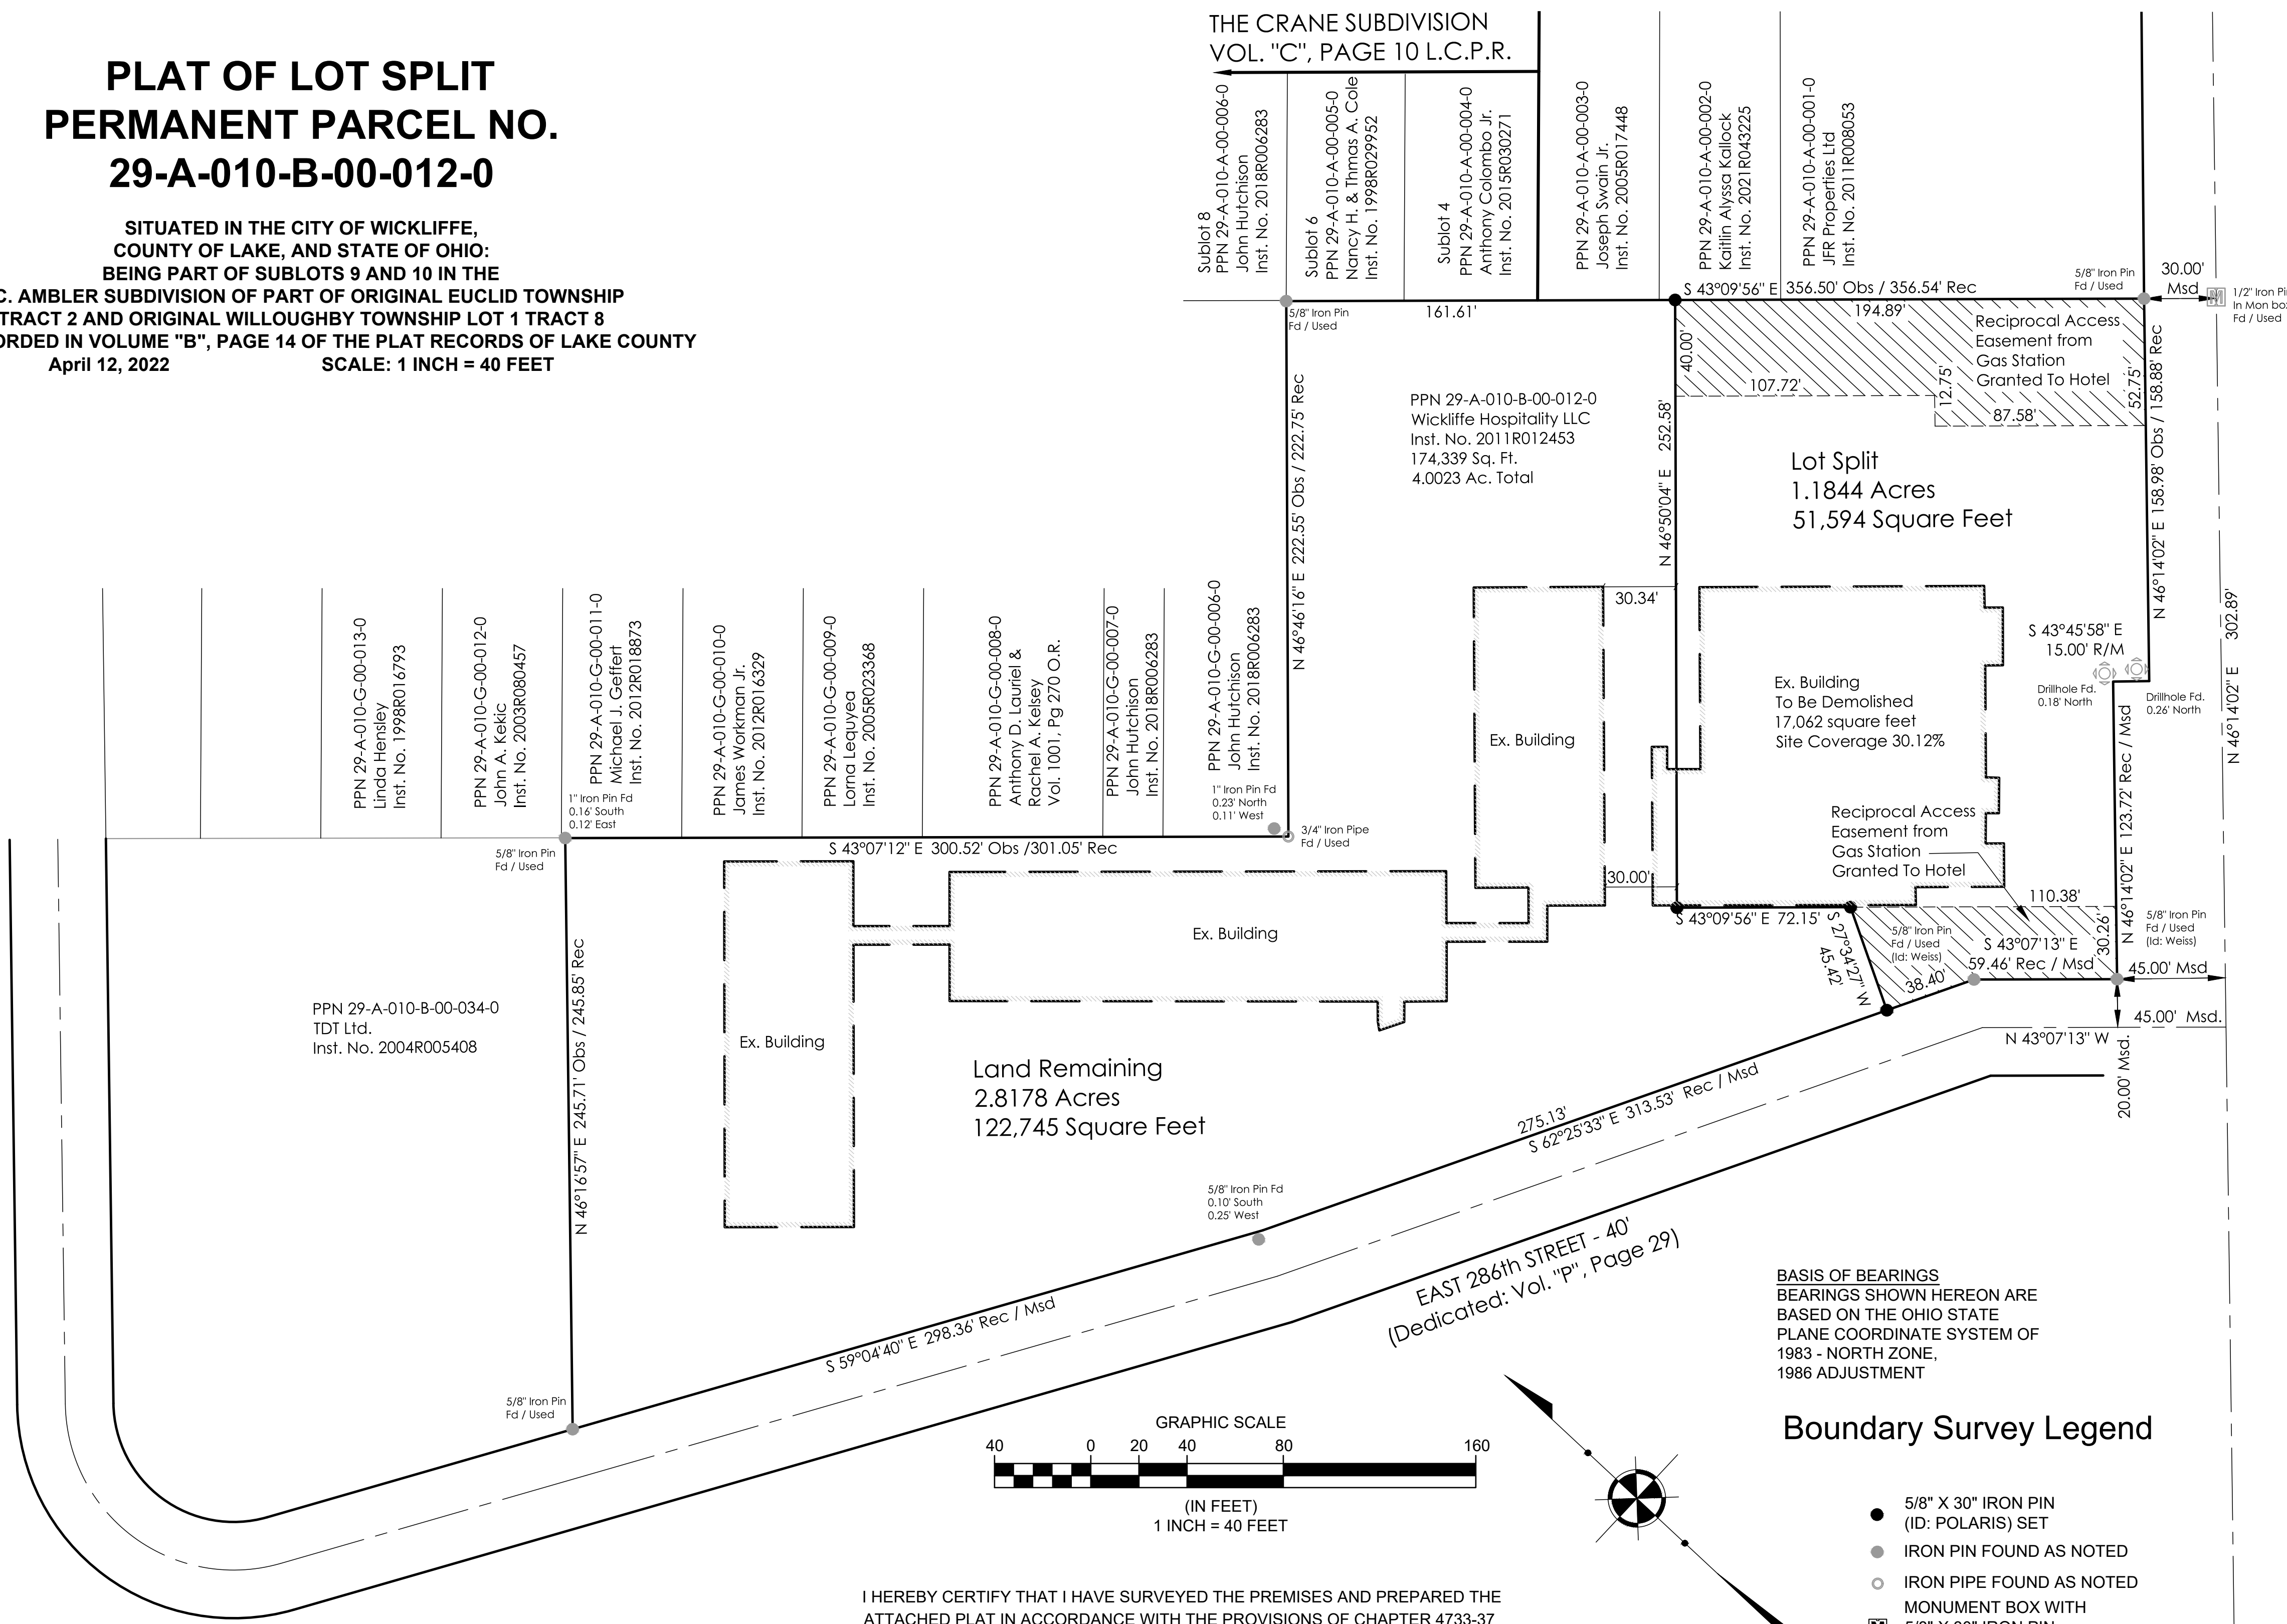 PLAT OF LOT SPLIT
PERMANENT PARCEL NO.
29-A-010-B-00-012-0
SITUATED IN THE CITY OF WICKLIFFE,
COUNTY OF LAKE, AND STATE OF OHIO:
BEING PART OF SUBLOTS 9 AND 10 IN THE
C. AMBLER SUBDIVISION OF PART OF ORIGINAL EUCLID TOWNSHIP
TRACT 2 AND ORIGINAL WILLOUGHBY TOWNSHIP LOT 1 TRACT 8
VOLUME "B", PAGE 14 OF THE PLAT RECORDS OF LAKE COUNTY
April 12, 2022 SCALE: 1 INCH = 40 FEET
THE CRANE SUBDIVISION
VOL. "C", PAGE 10 L.C.P.R.
Sublot 8
PPN 29-A-010-A-00-006-0
John Hutchison
Inst. No. 2018R006283
Sublot 6
PPN 29-A-010-A-00-005-0
Nancy H. & Thmas A. Cole
Inst. No. 1998R029952
Sublot 4
PPN 29-A-010-A-00-004-0
Anthony Colombo Jr.
Inst. No. 2015R030271
PPN 29-A-010-A-00-003-0
Joseph Swain Jr.
Inst. No. 2005R017448
PPN 29-A-010-A-00-002-0
Kaitlin Alyssa Kallock
Inst. No. 2021R043225
PPN 29-A-010-A-00-001-0
JFR Properties Ltd
Inst. No. 2011R008053
5/8" Iron Pin
Fd / Used
30.00'
Msd
M
1/2" Iron Pin
In Mon box
Fd / Used
S 43°09'56" E 356.50' Obs / 356.54' Rec
5/8" Iron Pin
Fd / Used
161.61'
194.89'
Reciprocal Access
Easement from
Gas Station
Granted To Hotel
40.00'
107.72'
12.75'
87.58'
52.75'
N 46°14'02" E 158.98' Obs / 158.88' Rec
N 46°46'16" E 222.55' Obs / 222.75' Rec
PPN 29-A-010-B-00-012-0
Wickliffe Hospitality LLC
Inst. No. 2011R012453
174,339 Sq. Ft.
4.0023 Ac. Total
N 46°50'04" E 252.58'
Lot Split
1.1844 Acres
51,594 Square Feet
30.34'
S 43°45'58" E
15.00' R/M
Drillhole Fd.
0.18' North
Drillhole Fd.
0.26' North
N 46°14'02" E 302.89'
Ex. Building
Ex. Building
To Be Demolished
17,062 square feet
Site Coverage 30.12%
N 46°14'02" E 123.72' Rec / Msd
Reciprocal Access
Easement from
Gas Station
Granted To Hotel
PPN 29-A-010-G-00-013-0
Linda Hensley
Inst. No. 1998R016793
PPN 29-A-010-G-00-012-0
John A. Kekic
Inst. No. 2003R080457
PPN 29-A-010-G-00-011-0
Michael J. Geffert
Inst. No. 2012R018873
PPN 29-A-010-G-00-010-0
James Workman Jr.
Inst. No. 2012R016329
PPN 29-A-010-G-00-009-0
Lorna Lequyea
Inst. No. 2005R023368
PPN 29-A-010-G-00-008-0
Anthony D. Lauriel &
Rachel A. Kelsey
Vol. 1001, Pg 270 O.R.
PPN 29-A-010-G-00-007-0
John Hutchison
Inst. No. 2018R006283
PPN 29-A-010-G-00-006-0
John Hutchison
Inst. No. 2018R006283
1" Iron Pin Fd
0.16' South
0.12' East
1" Iron Pin Fd
0.23' North
0.11' West
3/4" Iron Pipe
Fd / Used
5/8" Iron Pin
Fd / Used
S 43°07'12" E 300.52' Obs /301.05' Rec
30.00'
S 43°09'56" E 72.15'
S 27°34'27" W
45.42'
5/8" Iron Pin
Fd / Used
(Id: Weiss)
110.38'
S 43°07'13" E
59.46' Rec / Msd
30.26'
38.40'
5/8" Iron Pin
Fd / Used
(Id: Weiss)
45.00' Msd
45.00' Msd.
N 43°07'13" W
20.00' Msd.
Ex. Building
Ex. Building
PPN 29-A-010-B-00-034-0
TDT Ltd.
Inst. No. 2004R005408
N 46°16'57" E 245.71' Obs / 245.85' Rec
Land Remaining
2.8178 Acres
122,745 Square Feet
275.13'
S 62°25'33" E 313.53' Rec / Msd
5/8" Iron Pin Fd
0.10' South
0.25' West
S 59°04'40" E 298.36' Rec / Msd
5/8" Iron Pin
Fd / Used
EAST 286th STREET - 40'
(Dedicated: Vol. "P", Page 29)
BASIS OF BEARINGS
BEARINGS SHOWN HEREON ARE
BASED ON THE OHIO STATE
PLANE COORDINATE SYSTEM OF
1983 - NORTH ZONE,
1986 ADJUSTMENT
GRAPHIC SCALE
40 0 20 40 80 160
(IN FEET)
1 INCH = 40 FEET
Boundary Survey Legend
5/8" X 30" IRON PIN
(ID: POLARIS) SET
IRON PIN FOUND AS NOTED
IRON PIPE FOUND AS NOTED
MONUMENT BOX WITH
I HEREBY CERTIFY THAT I HAVE SURVEYED THE PREMISES AND PREPARED THE
ATTACHED PLAT IN ACCORDANCE WITH THE PROVISIONS OF CHAPTER 4733-37